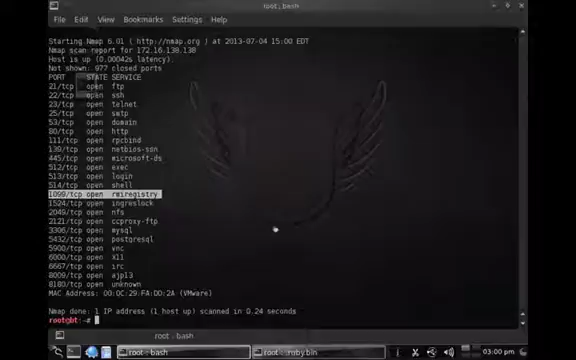 root : bash
File Edit View Bookmarks Settings Help
Starting Nmap 6.01 ( http://nmap.org ) at 2013-07-04 15:00 EDT
Nmap scan report for 172.16.138.138
Host is up (0.00042s latency).
Not shown: 977 closed ports
PORT STATE SERVICE
21/tcp open ftp
22/tcp open ssh
23/tcp open telnet
25/tcp open smtp
53/tcp open domain
80/tcp open http
111/tcp open rpcbind
139/tcp open netbios-ssn
445/tcp open microsoft-ds
512/tcp open exec
513/tcp open login
514/tcp open shell
1099/tcp open rmiregistry
1524/tcp open ingreslock
2049/tcp open nfs
2121/tcp open ccproxy-ftp
3306/tcp open mysql
5432/tcp open postgresql
5900/tcp open vnc
6000/tcp open X11
6667/tcp open irc
8009/tcp open ajp13
8180/tcp open unknown
MAC Address: 00:0C:29:FA:DD:2A (VMware)
Nmap done: 1 IP address (1 host up) scanned in 0.24 seconds
root@bt:~#
root : bash
root : bash
: ruby.bin
03:00 pm